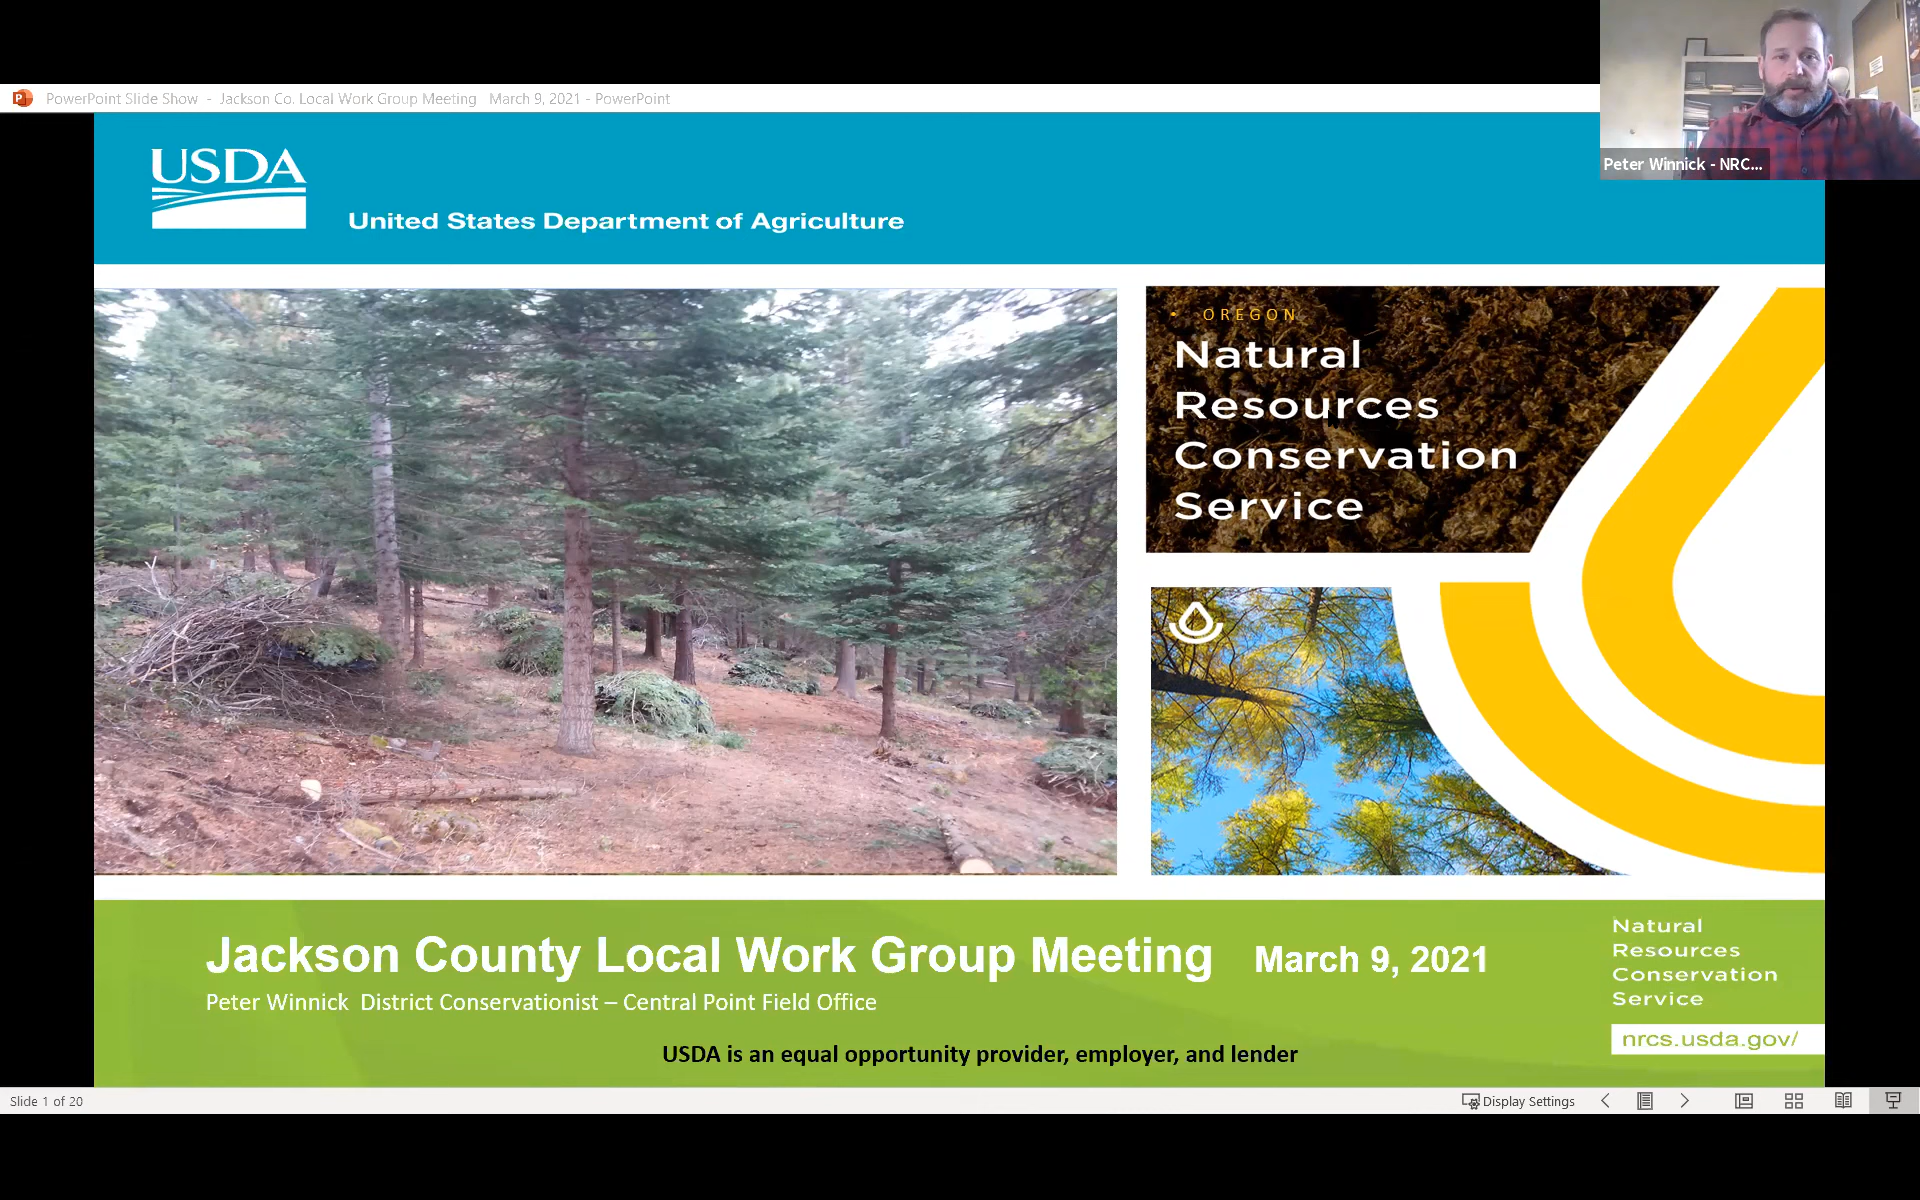 PowerPoint Slide Show - Jackson Co. Local Work Group Meeting March 9, 2021 - PowerPoint
Peter Winnick - NRC...
USDA
United States Department of Agriculture
• OREGON
Natural
Resources
Conservation
Service
Jackson County Local Work Group Meeting March 9, 2021
Peter Winnick District Conservationist – Central Point Field Office
USDA is an equal opportunity provider, employer, and lender
Natural
Resources
Conservation
Service
nrcs.usda.gov/
Slide 1 of 20
Display Settings